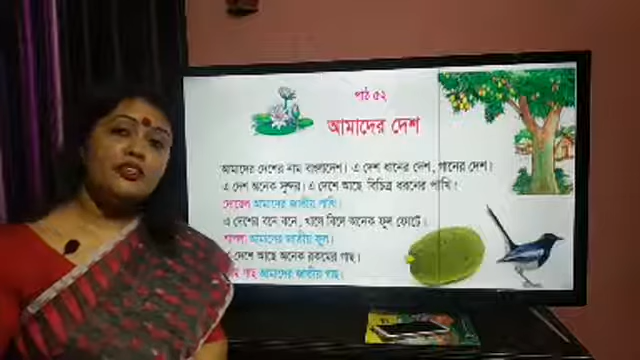 পাঠ ৫২
আমাদের দেশ
আমাদের দেশের নাম বাংলাদেশ। এ দেশ ধানের দেশ, গানের দেশ।
এ দেশ অনেক সুন্দর। এ দেশে আছে বিচিত্র ধরনের পাখি।
দোয়েল আমাদের জাতীয় পাখি।
এ দেশের বনে বনে, খালে বিলে অনেক ফুল ফোটে।
শাপলা আমাদের জাতীয় ফুল।
দেশে আছে অনেক রকমের গাছ।
গাছ আমাদের জাতীয় গাছ।